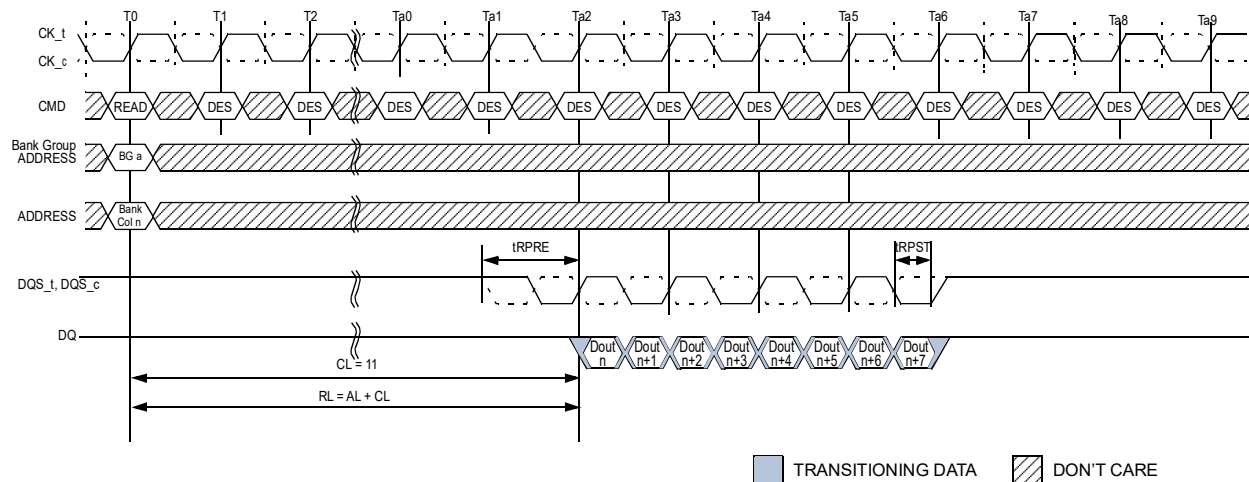 T0 T1 T2 Ta0 Ta1 Ta2 Ta3 Ta4 Ta5 Ta6 Ta7 Ta8 Ta9
CK_t
CK_c
CMD READ DES DES DES DES DES DES DES DES DES DES DES DES
Bank Group
ADDRESS BG a
ADDRESS Bank
Col n
tRPRE tRPST
DQS_t, DQS_c
DQ
Dout Dout Dout Dout Dout Dout Dout Dout
n n+1 n+2 n+3 n+4 n+5 n+6 n+7
CL = 11
RL = AL + CL
TRANSITIONING DATA DON'T CARE